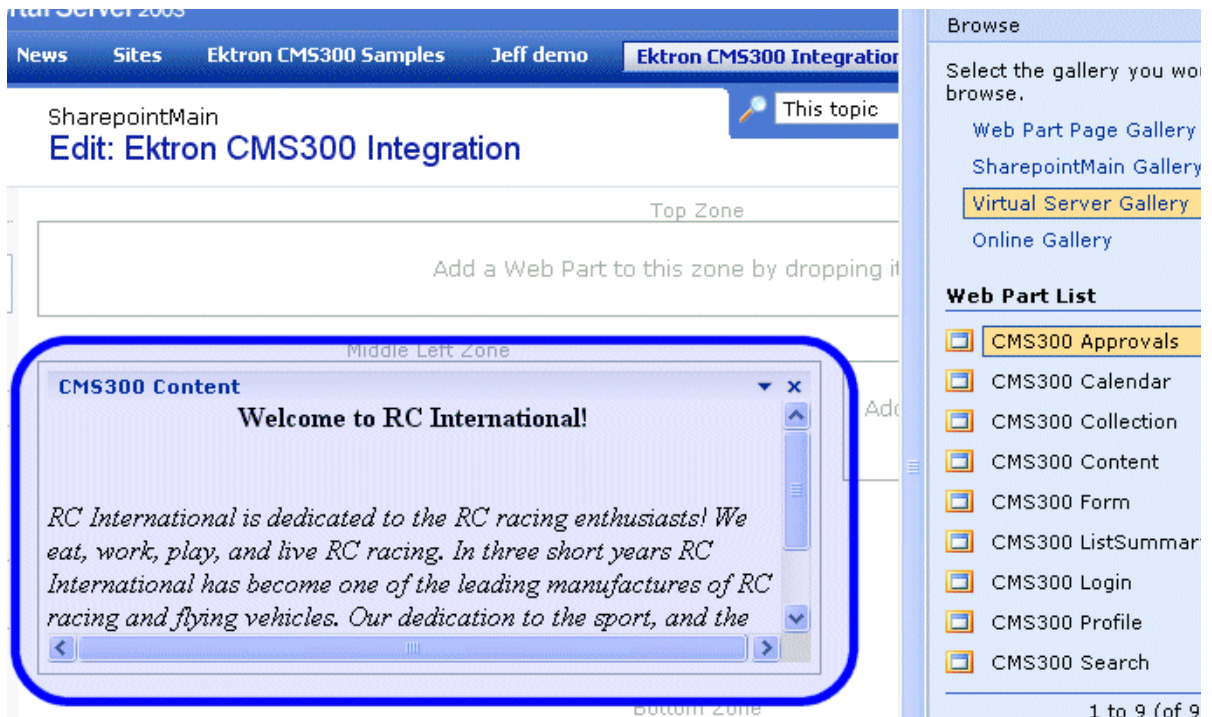 Portal Server 2003
News Sites Ektron CMS300 Samples Jeff demo Ektron CMS300 Integration
This topic
SharepointMain
Edit: Ektron CMS300 Integration
Top Zone
Add a Web Part to this zone by dropping it
Middle Left Zone
CMS300 Content
Welcome to RC International!
RC International is dedicated to the RC racing enthusiasts! We
eat, work, play, and live RC racing. In three short years RC
International has become one of the leading manufactures of RC
racing and flying vehicles. Our dedication to the sport, and the
Add
Bottom Zone
Browse
Select the gallery you wo
browse.
Web Part Page Gallery
SharepointMain Gallery
Virtual Server Gallery
Online Gallery
Web Part List
CMS300 Approvals
CMS300 Calendar
CMS300 Collection
CMS300 Content
CMS300 Form
CMS300 ListSummar
CMS300 Login
CMS300 Profile
CMS300 Search
1 to 9 (of 9